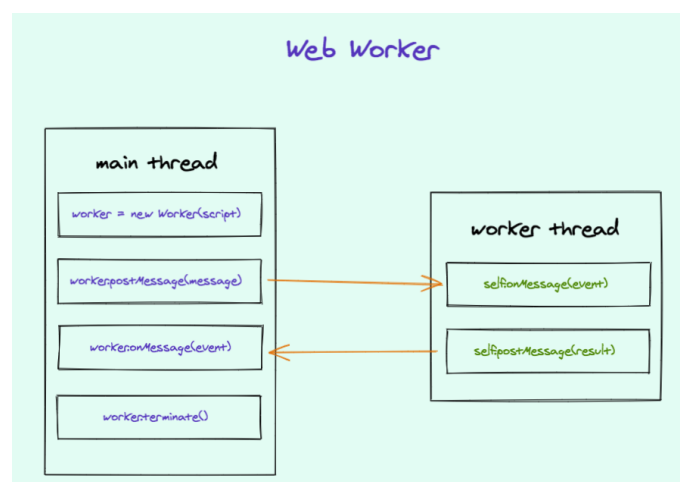 Web Worker
main thread
worker = new Worker(script)
worker.postMessage(message)
worker.onMessage(event)
worker.terminate()
worker thread
self.onMessage(event)
self.postMessage(result)